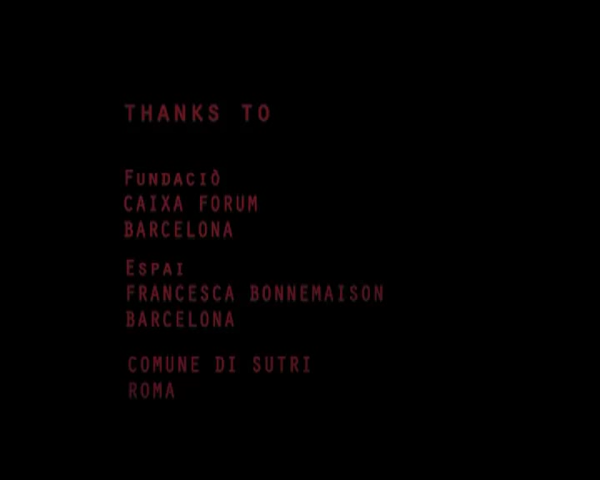 THANKS TO
Fundaciò
CAIXA FORUM
BARCELONA
Espai
FRANCESCA BONNEMAISON
BARCELONA
COMUNE DI SUTRI
ROMA